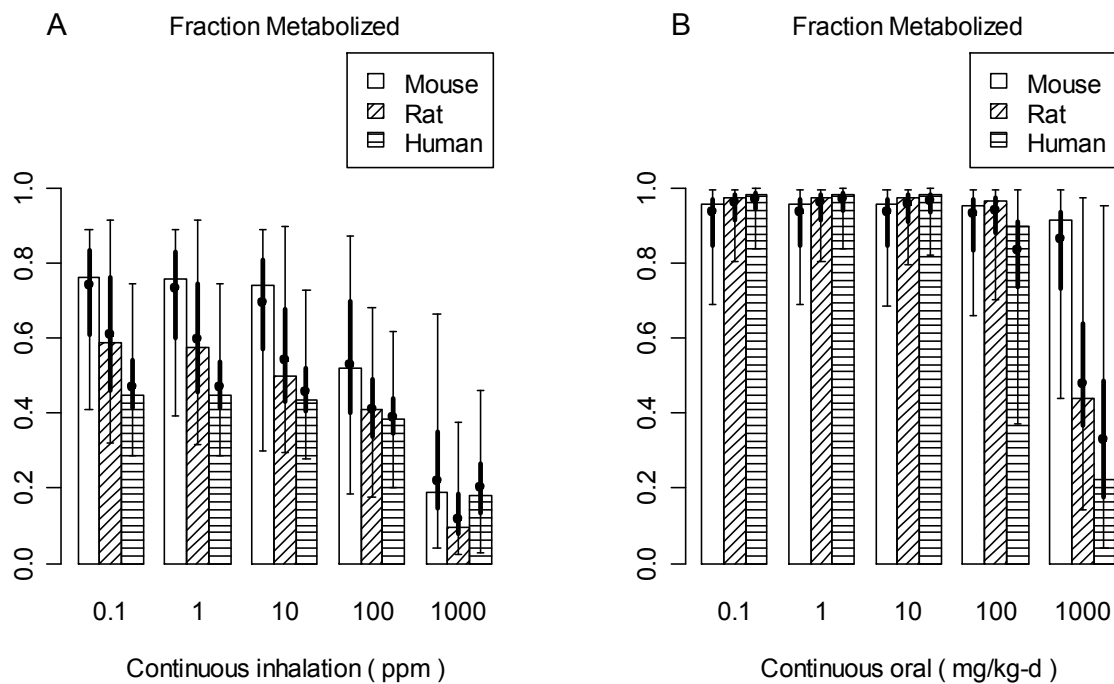 A Fraction Metabolized
Mouse
Rat
Human
1.0
0.8
0.6
0.4
0.2
0.0
0.1 1 10 100 1000
Continuous inhalation ( ppm )
B Fraction Metabolized
Mouse
Rat
Human
1.0
0.8
0.6
0.4
0.2
0.0
0.1 1 10 100 1000
Continuous oral ( mg/kg-d )